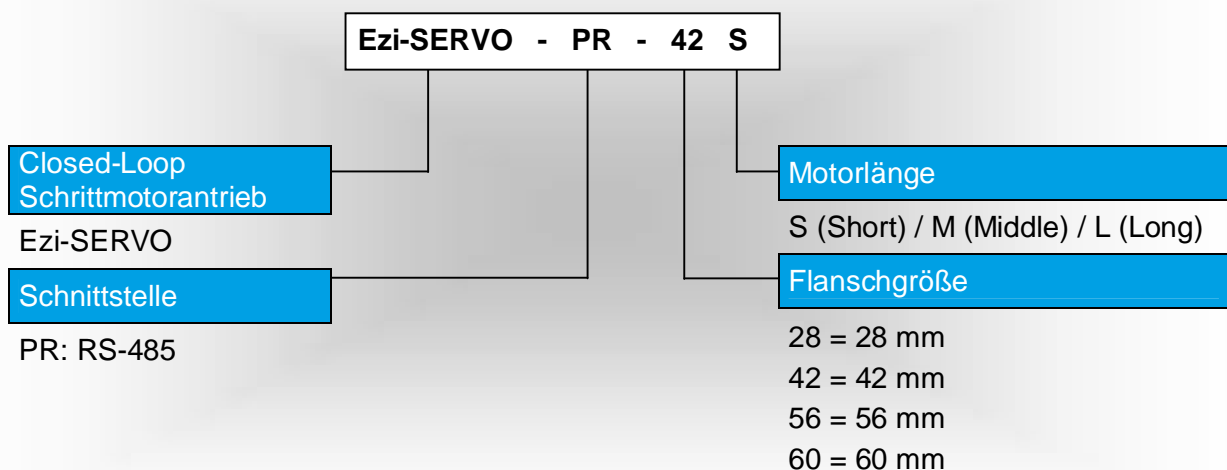 Ezi-SERVO - PR - 42 S
Closed-Loop
Schrittmotorantrieb
Ezi-SERVO
Schnittstelle
PR: RS-485
Motorlänge
S (Short) / M (Middle) / L (Long)
Flanschgröße
28 = 28 mm
42 = 42 mm
56 = 56 mm
60 = 60 mm